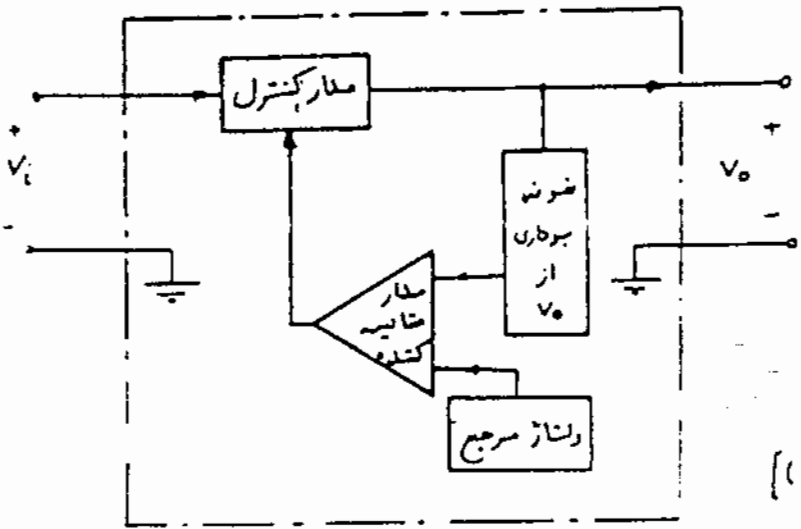 مدار کنترل
+
Vi
-
+
Vo
-
نمونه
برداری
از
Vo
مدار
مقایسه
کننده
ولتاژ مرجع